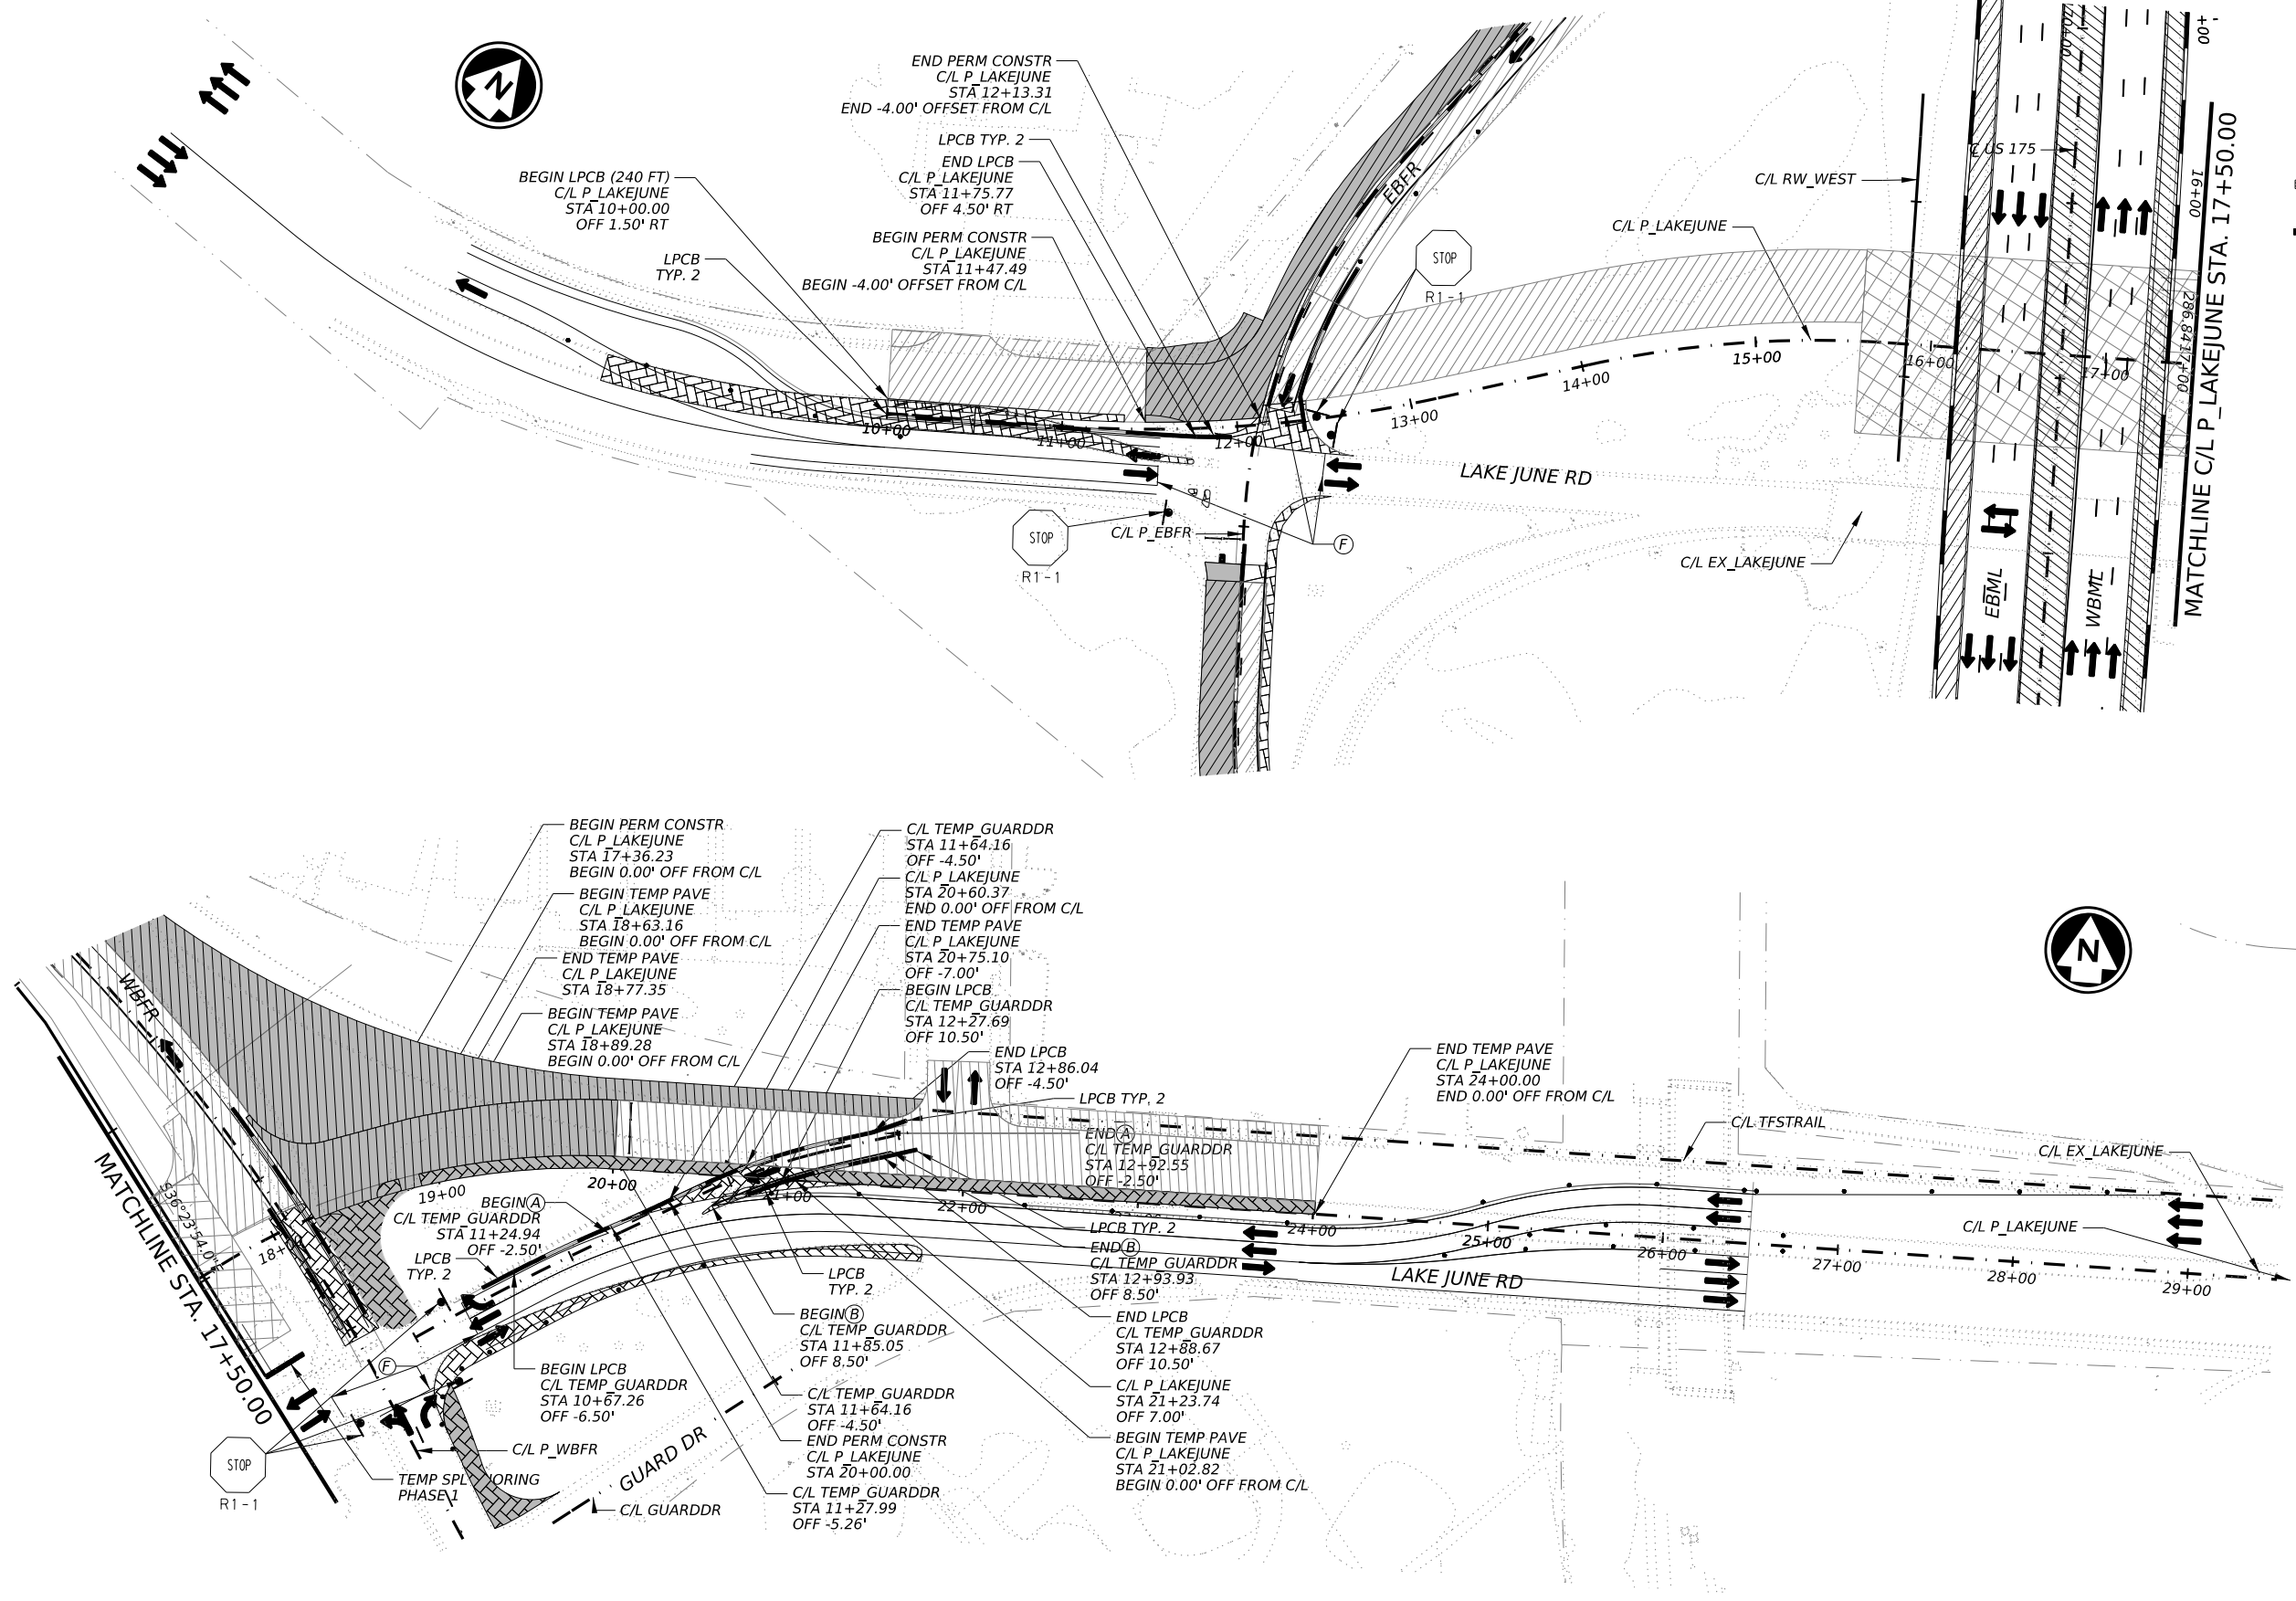 N
END PERM CONSTR
C/L P_LAKEJUNE
STA 12+13.31
END -4.00' OFFSET FROM C/L
LPCB TYP. 2
END LPCB
C/L P_LAKEJUNE
STA 11+75.77
OFF 4.50' RT
BEGIN PERM CONSTR
C/L P_LAKEJUNE
STA 11+47.49
BEGIN -4.00' OFFSET FROM C/L
BEGIN LPCB (240 FT)
C/L P_LAKEJUNE
STA 10+00.00
OFF 1.50' RT
LPCB
TYP. 2
EBFR
STOP
R1-1
C/L P_LAKEJUNE
C/L RW_WEST
C/L US 175
16+00
MATCHLINE C/L P_LAKEJUNE STA. 17+50.00
10+00
11+00
12+00
13+00
14+00
15+00
16+00
17+00
LAKE JUNE RD
STOP
R1-1
C/L P_EBFR
F
C/L EX_LAKEJUNE
EBML
WBML
BEGIN PERM CONSTR
C/L P_LAKEJUNE
STA 17+36.23
BEGIN 0.00' OFF FROM C/L
BEGIN TEMP PAVE
C/L P_LAKEJUNE
STA 18+63.16
BEGIN 0.00' OFF FROM C/L
END TEMP PAVE
C/L P_LAKEJUNE
STA 18+77.35
BEGIN TEMP PAVE
C/L P_LAKEJUNE
STA 18+89.28
BEGIN 0.00' OFF FROM C/L
C/L TEMP_GUARDDR
STA 11+64.16
OFF -4.50'
C/L P_LAKEJUNE
STA 20+60.37
END 0.00' OFF FROM C/L
END TEMP PAVE
C/L P_LAKEJUNE
STA 20+75.10
OFF -7.00'
BEGIN LPCB
C/L TEMP_GUARDDR
STA 12+27.69
OFF 10.50'
END LPCB
STA 12+86.04
OFF -4.50'
LPCB TYP. 2
END A
C/L TEMP_GUARDDR
STA 12+92.55
OFF -2.50'
END TEMP PAVE
C/L P_LAKEJUNE
STA 24+00.00
END 0.00' OFF FROM C/L
C/L TFSTRAIL
N
C/L EX_LAKEJUNE
C/L P_LAKEJUNE
WBFR
MATCHLINE STA. 17+50.00
19+00
20+00
22+00
24+00
25+00
26+00
27+00
28+00
29+00
LAKE JUNE RD
BEGIN A
C/L TEMP_GUARDDR
STA 11+24.94
OFF -2.50'
LPCB
TYP. 2
LPCB TYP. 2
END B
C/L TEMP_GUARDDR
STA 12+93.93
OFF 8.50'
LPCB
TYP. 2
BEGIN B
C/L TEMP_GUARDDR
STA 11+85.05
OFF 8.50'
END LPCB
C/L TEMP_GUARDDR
STA 12+88.67
OFF 10.50'
F
BEGIN LPCB
C/L TEMP_GUARDDR
STA 10+67.26
OFF -6.50'
C/L TEMP_GUARDDR
STA 11+64.16
OFF -4.50'
C/L P_LAKEJUNE
STA 21+23.74
OFF 7.00'
END PERM CONSTR
C/L P_LAKEJUNE
STA 20+00.00
BEGIN TEMP PAVE
C/L P_LAKEJUNE
STA 21+02.82
BEGIN 0.00' OFF FROM C/L
C/L TEMP_GUARDDR
STA 11+27.99
OFF -5.26'
STOP
R1-1
C/L P_WBFR
TEMP
PHASE 1
GUARD DR
C/L GUARDDR